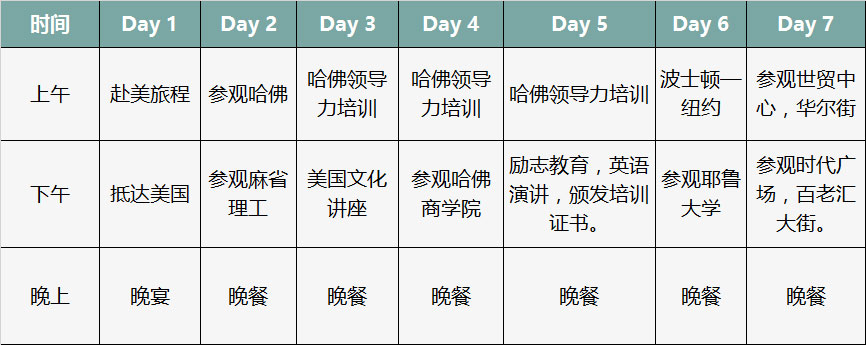 时间 Day 1 Day 2 Day 3 Day 4 Day 5 Day 6 Day 7
上午 赴美旅程 参观哈佛 哈佛领导力培训 哈佛领导力培训 哈佛领导力培训 波士顿—纽约 参观世贸中心，华尔街
下午 抵达美国 参观麻省理工 美国文化讲座 参观哈佛商学院 励志教育，英语演讲，颁发培训证书。 参观耶鲁大学 参观时代广场，百老汇大街。
晚上 晚宴 晚餐 晚餐 晚餐 晚餐 晚餐 晚餐